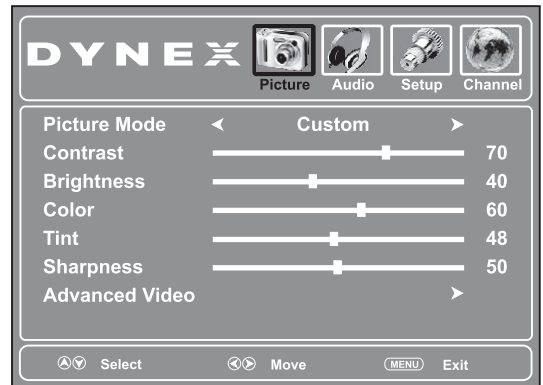 DYNEX
Picture Audio Setup Channel
Picture Mode Custom
Contrast 70
Brightness 40
Color 60
Tint 48
Sharpness 50
Advanced Video
Select Move MENU Exit